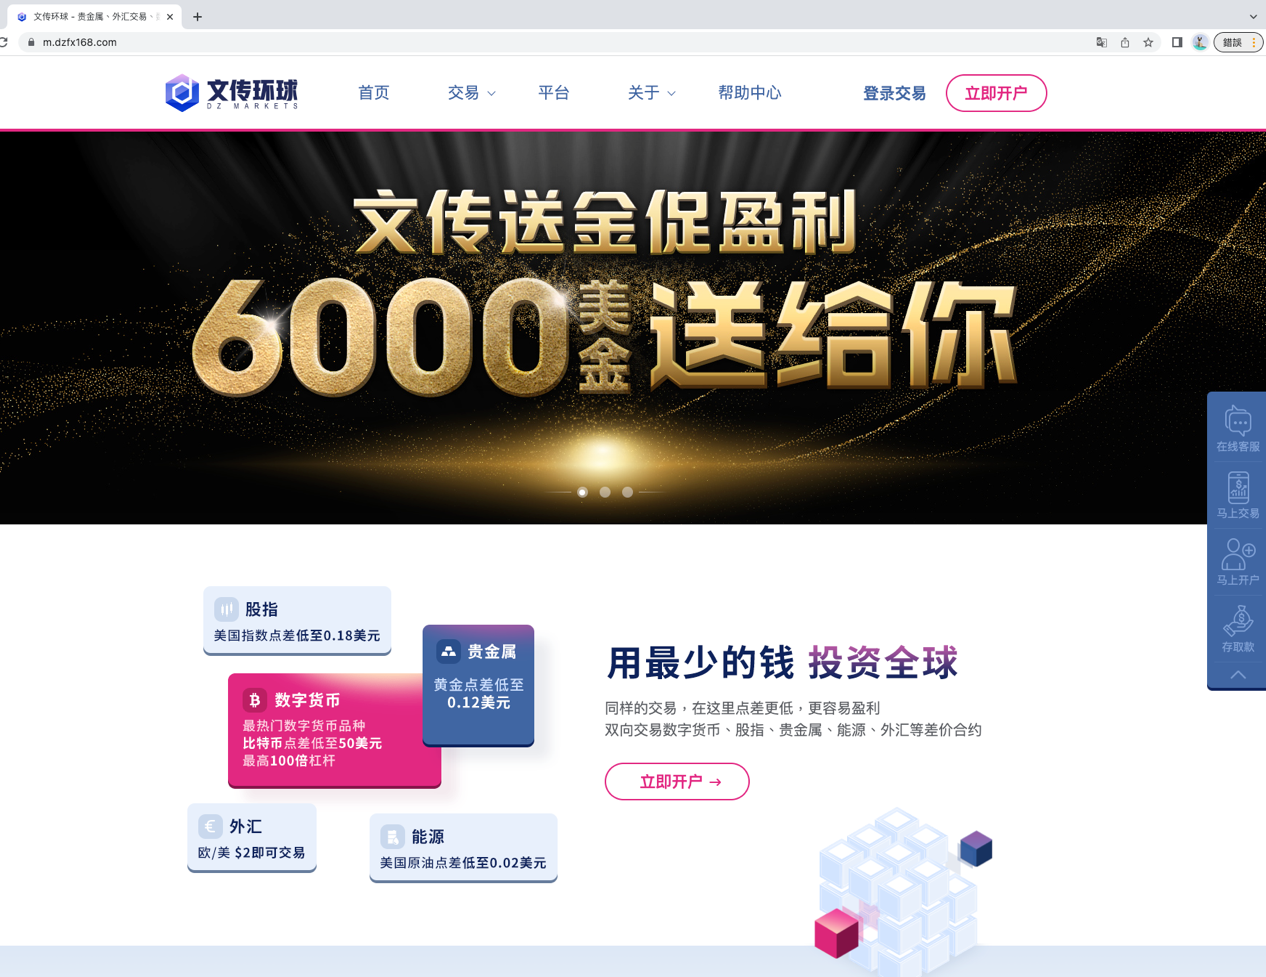 文传环球 - 贵金属、外汇交易、
m.dzfx168.com
錯誤
文传环球
DZ MARKETS
首页
交易
平台
关于
帮助中心
登录交易
立即开户
文传送金促盈利
6000美金送给你
在线客服
马上交易
马上开户
存取款
股指
美国指数点差低至0.18美元
贵金属
黄金点差低至
0.12美元
数字货币
最热门数字货币品种
比特币点差低至50美元
最高100倍杠杆
外汇
欧/美 $2即可交易
能源
美国原油点差低至0.02美元
用最少的钱 投资全球
同样的交易，在这里点差更低，更容易盈利
双向交易数字货币、股指、贵金属、能源、外汇等差价合约
立即开户 →